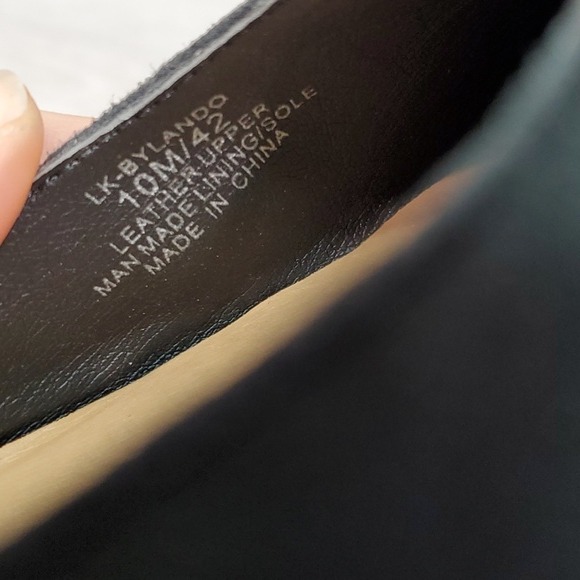 LK-BYLANDO
10M/42
LEATHER UPPER
MAN MADE LINING/SOLE
MADE IN CHINA